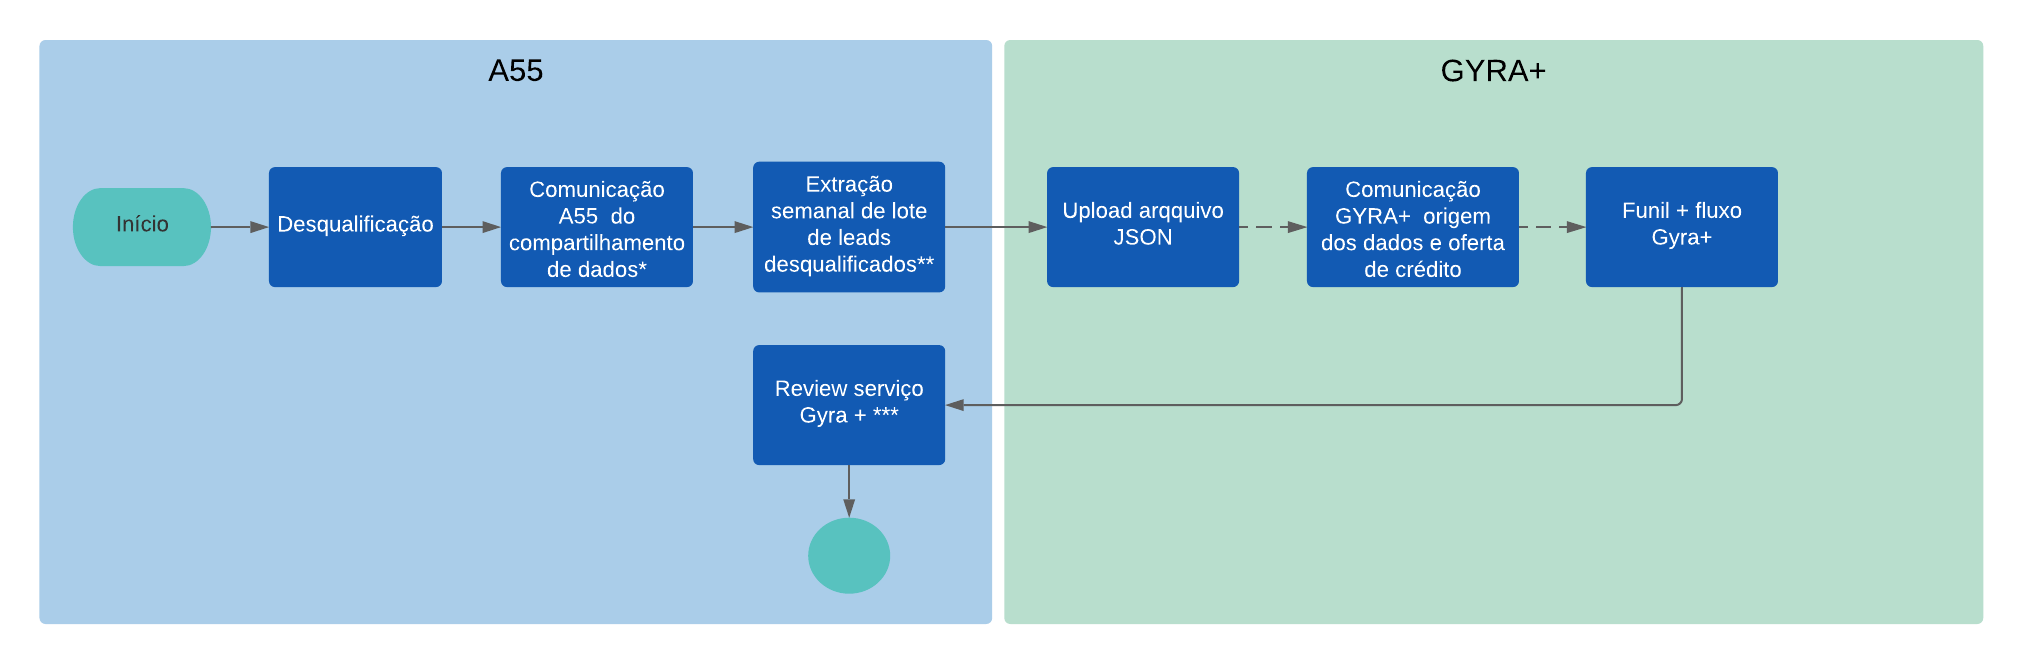 A55
GYRA+
Início
Desqualificação
Comunicação
A55  do
compartilhamento
de dados*
Extração
semanal de lote
de leads
desqualificados**
Upload arqquivo
JSON
Comunicação
GYRA+  origem
dos dados e oferta
de crédito
Funil + fluxo
Gyra+
Review serviço
Gyra + ***